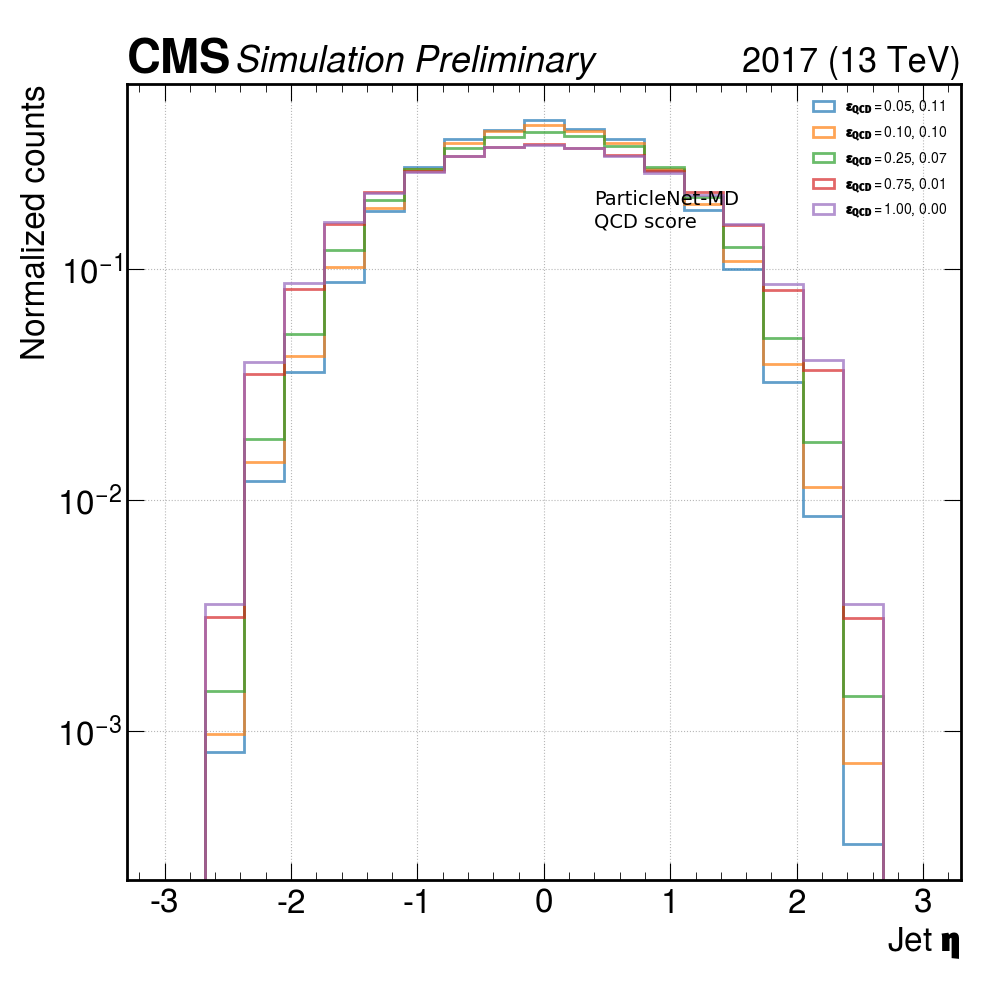 CMS Simulation Preliminary 2017 (13 TeV)
Normalized counts
10⁻¹
10⁻²
10⁻³
ε_QCD = 0.05, 0.11
ε_QCD = 0.10, 0.10
ε_QCD = 0.25, 0.07
ε_QCD = 0.75, 0.01
ε_QCD = 1.00, 0.00
ParticleNet-MD
QCD score
-3 -2 -1 0 1 2 3
Jet η